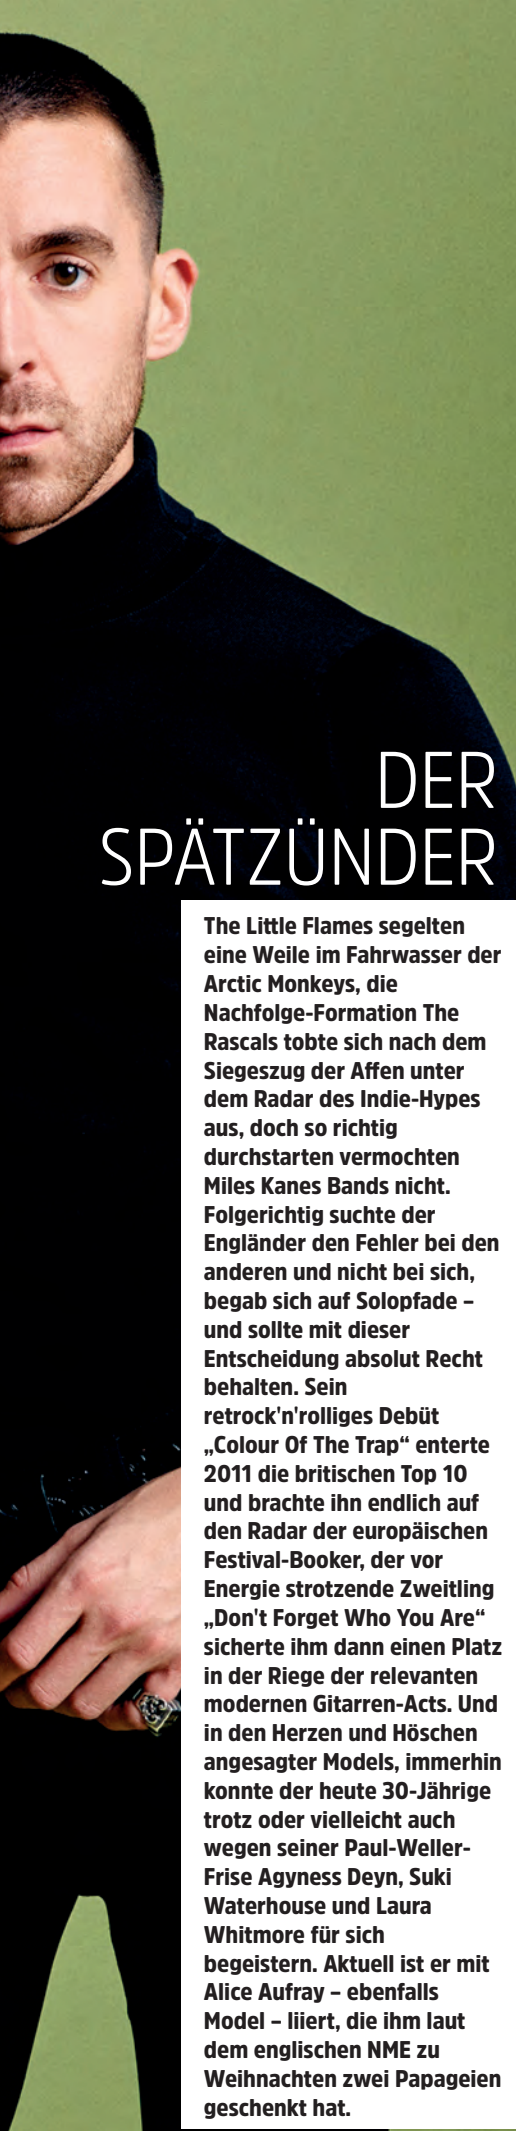 DER
SPÄTZÜNDER
The Little Flames segelten
eine Weile im Fahrwasser der
Arctic Monkeys, die
Nachfolge-Formation The
Rascals tobte sich nach dem
Siegeszug der Affen unter
dem Radar des Indie-Hypes
aus, doch so richtig
durchstarten vermochten
Miles Kanes Bands nicht.
Folgerichtig suchte der
Engländer den Fehler bei den
anderen und nicht bei sich,
begab sich auf Solopfade –
und sollte mit dieser
Entscheidung absolut Recht
behalten. Sein
retrock'n'rolliges Debüt
„Colour Of The Trap“ enterte
2011 die britischen Top 10
und brachte ihn endlich auf
den Radar der europäischen
Festival-Booker, der vor
Energie strotzende Zweitling
„Don't Forget Who You Are“
sicherte ihm dann einen Platz
in der Riege der relevanten
modernen Gitarren-Acts. Und
in den Herzen und Höschen
angesagter Models, immerhin
konnte der heute 30-Jährige
trotz oder vielleicht auch
wegen seiner Paul-Weller-
Frise Agyness Deyn, Suki
Waterhouse und Laura
Whitmore für sich
begeistern. Aktuell ist er mit
Alice Aufray – ebenfalls
Model – liiert, die ihm laut
dem englischen NME zu
Weihnachten zwei Papageien
geschenkt hat.